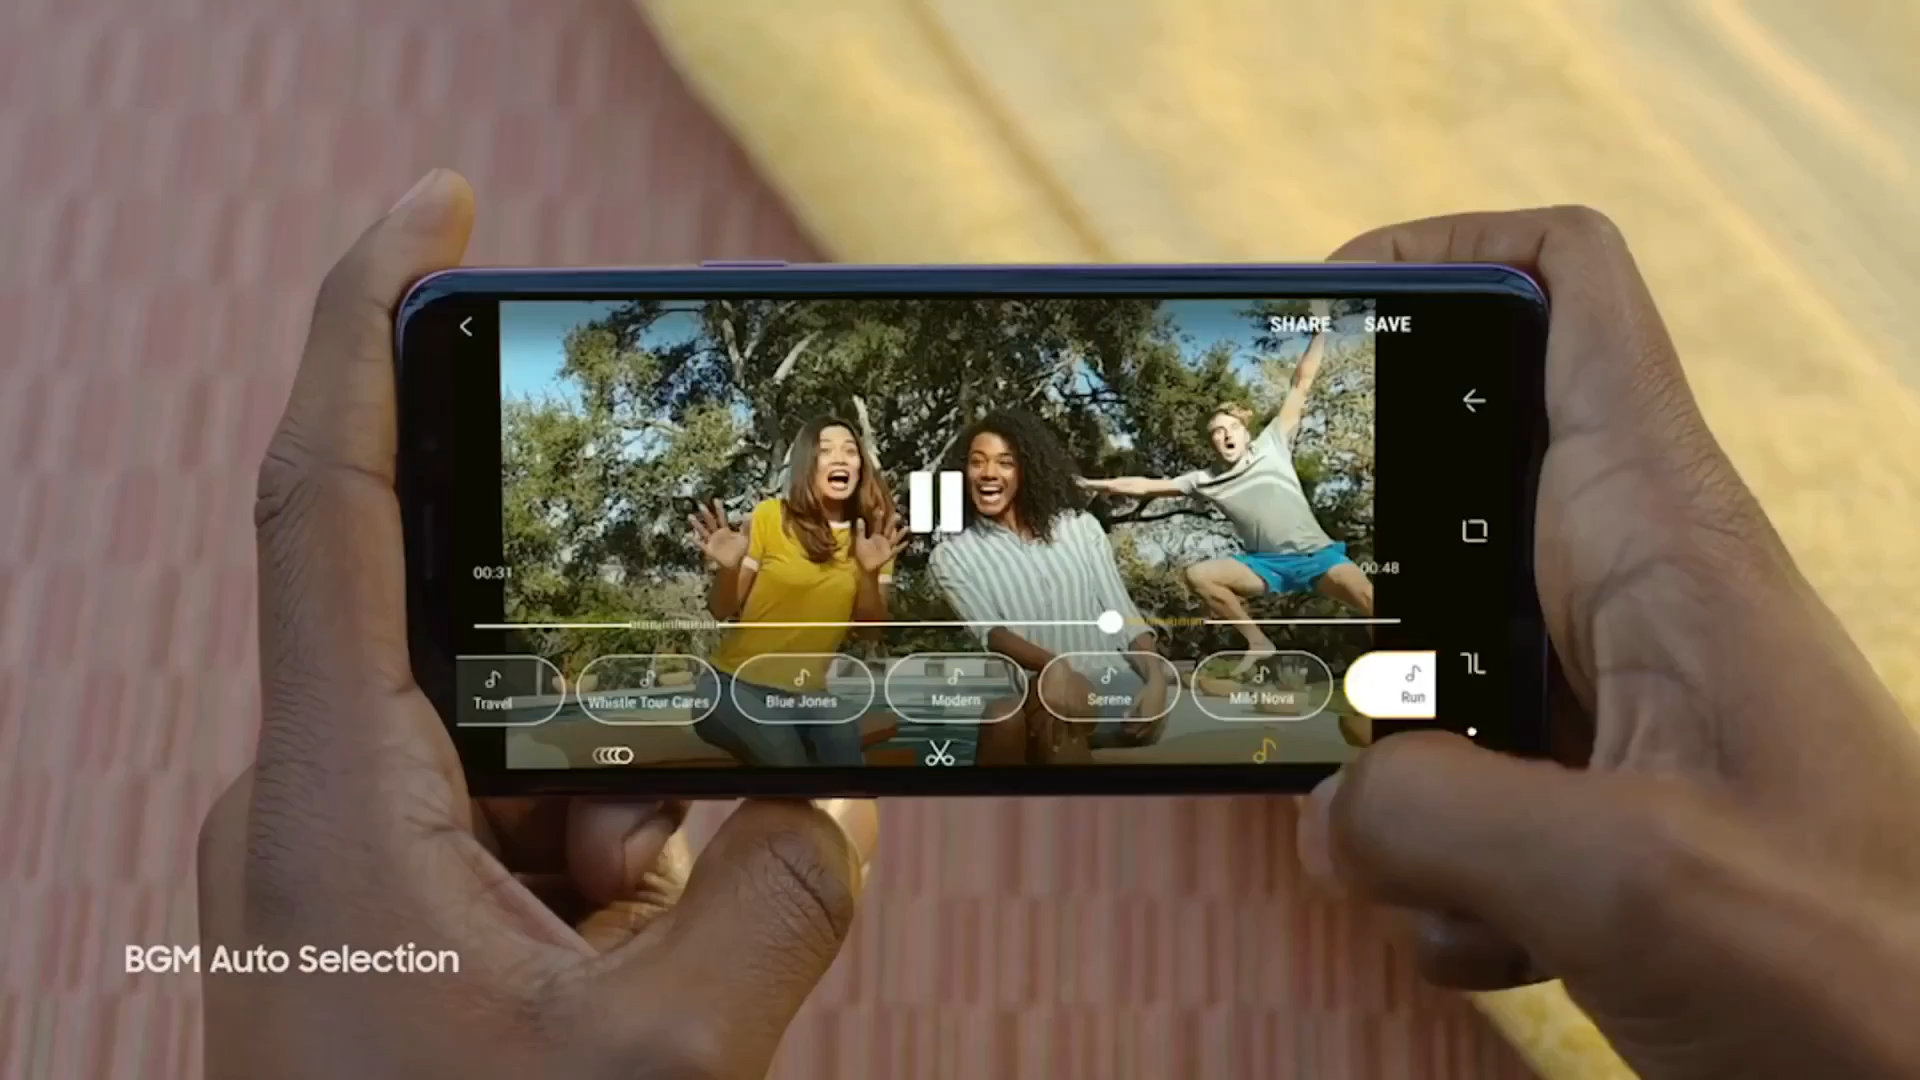 SHARE SAVE
00:31
00:48
Travel
Whistle Tour Cares
Blue Jones
Modern
Serene
Mild Nova
Run
BGM Auto Selection